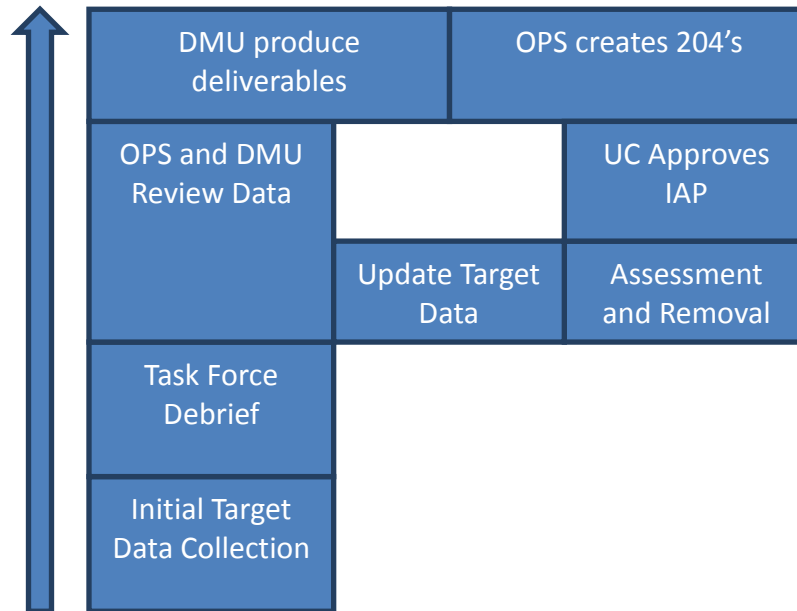 DMU produce
deliverables
OPS creates 204’s
OPS and DMU
Review Data
UC Approves
IAP
Update Target
Data
Assessment
and Removal
Task Force
Debrief
Initial Target
Data Collection